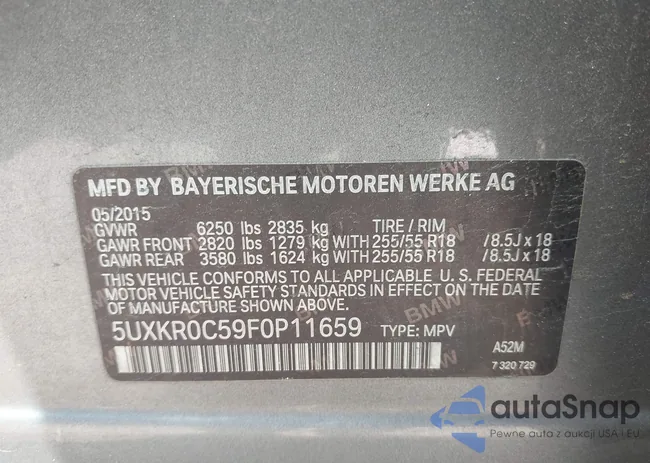 MFD BY BAYERISCHE MOTOREN WERKE AG
05/2015
GVWR 6250 lbs 2835 kg TIRE / RIM
GAWR FRONT 2820 lbs 1279 kg WITH 255/55 R18 /8.5J x 18
GAWR REAR 3580 lbs 1624 kg WITH 255/55 R18 /8.5J x 18
THIS VEHICLE CONFORMS TO ALL APPLICABLE U.S. FEDERAL
MOTOR VEHICLE SAFETY STANDARDS IN EFFECT ON THE DATE
OF MANUFACTURE SHOWN ABOVE.
5UXKR0C59F0P11659 TYPE: MPV
A52M
7 320 729
BMW
autaSnap
Pewne auta z aukcji USA i EU